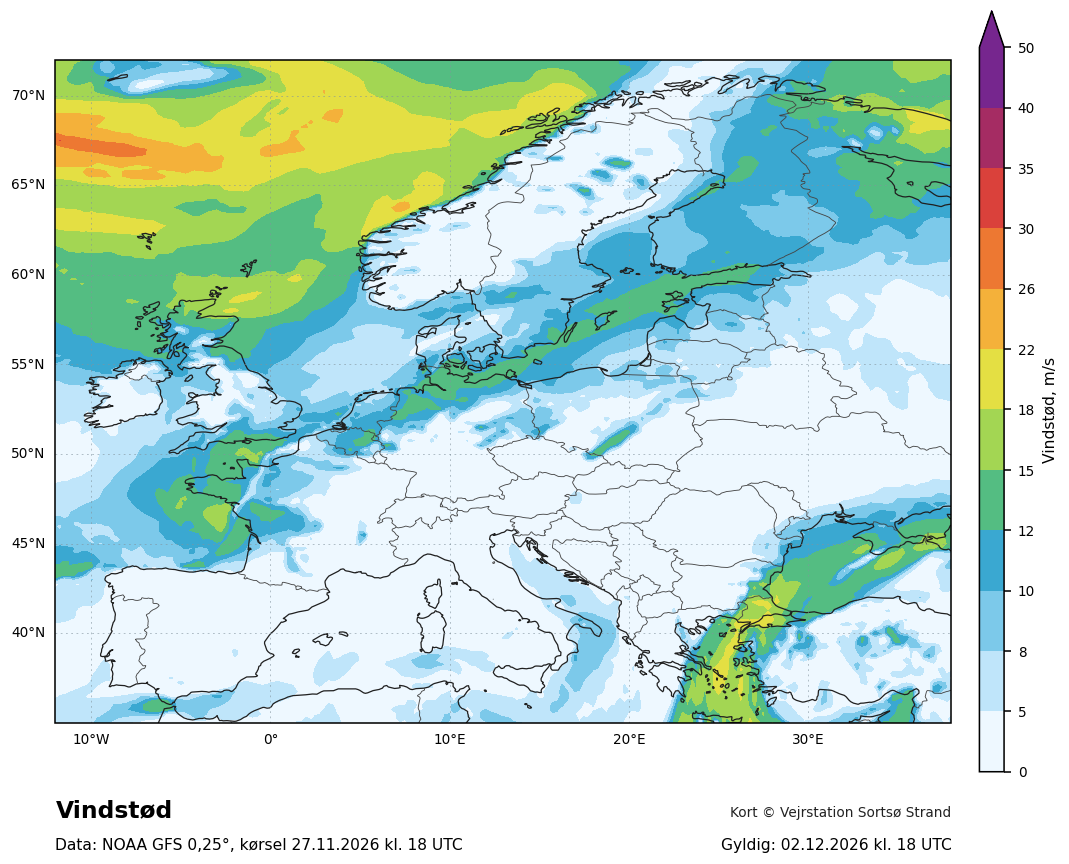 50
40
35
30
26
22
18
15
12
10
8
5
0
Vindstød, m/s
70°N
65°N
60°N
55°N
50°N
45°N
40°N
10°W
0°
10°E
20°E
30°E
Vindstød
Kort © Vejrstation Sortsø Strand
Data: NOAA GFS 0,25°, kørsel 27.11.2026 kl. 18 UTC
Gyldig: 02.12.2026 kl. 18 UTC